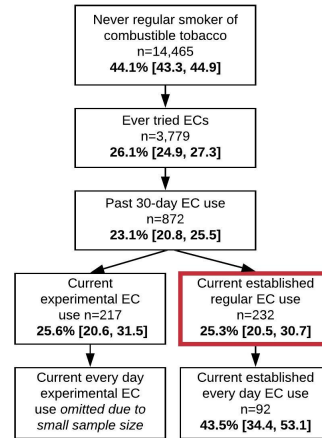 Never regular smoker of
combustible tobacco
n=14,465
44.1% [43.3, 44.9]
Ever tried ECs
n=3,779
26.1% [24.9, 27.3]
Past 30-day EC use
n=872
23.1% [20.8, 25.5]
Current
experimental EC
use n=217
25.6% [20.6, 31.5]
Current established
regular EC use
n=232
25.3% [20.5, 30.7]
Current every day
experimental EC
use omitted due to
small sample size
Current established
every day EC use
n=92
43.5% [34.4, 53.1]